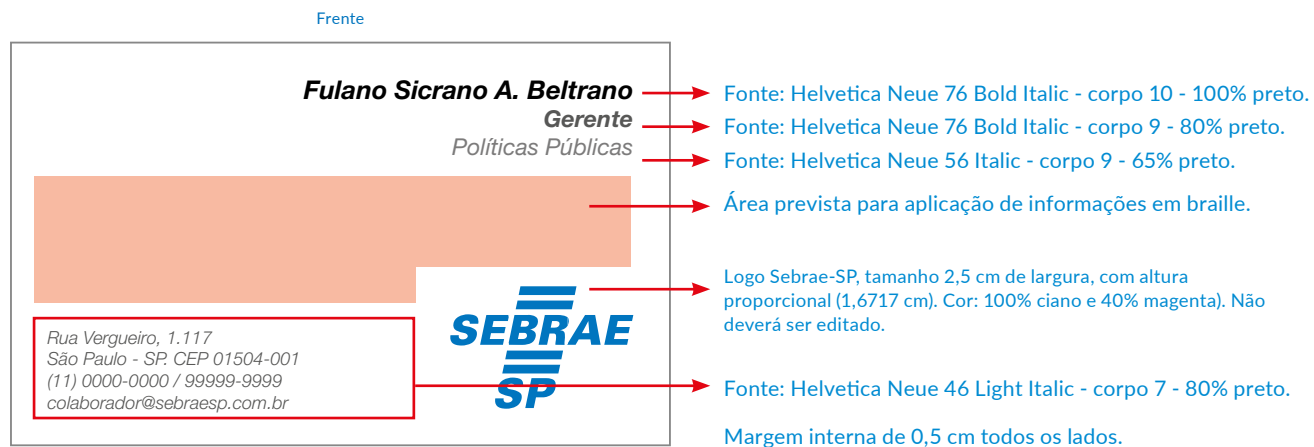 Frente
Fulano Sicrano A. Beltrano
Gerente
Políticas Públicas
Rua Vergueiro, 1.117
São Paulo - SP. CEP 01504-001
(11) 0000-0000 / 99999-9999
colaborador@sebraesp.com.br
SEBRAE
SP
Fonte: Helvetica Neue 76 Bold Italic - corpo 10 - 100% preto.
Fonte: Helvetica Neue 76 Bold Italic - corpo 9 - 80% preto.
Fonte: Helvetica Neue 56 Italic - corpo 9 - 65% preto.
Área prevista para aplicação de informações em braille.
Logo Sebrae-SP, tamanho 2,5 cm de largura, com altura
proporcional (1,6717 cm). Cor: 100% ciano e 40% magenta). Não
deverá ser editado.
Fonte: Helvetica Neue 46 Light Italic - corpo 7 - 80% preto.
Margem interna de 0,5 cm todos os lados.